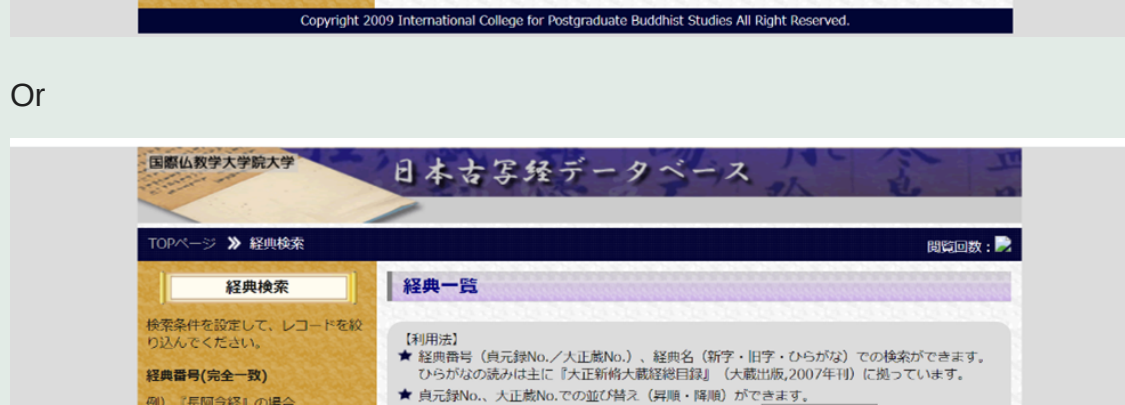 Copyright 2009 International College for Postgraduate Buddhist Studies All Right Reserved.
Or
国際仏教学大学院大学
日本古写経データベース
TOPページ 経典検索
閲覧回数：
経典検索
経典一覧
検索条件を設定して、レコードを絞
り込んでください。
経典番号(完全一致)
例）『長阿含経』の場合
【利用法】
★ 経典番号（貞元録No.／大正蔵No.）、経典名（新字・旧字・ひらがな）での検索ができます。
ひらがなの読みは主に『大正新脩大蔵経総目録』（大蔵出版,2007年刊）に拠っています。
★ 貞元録No.、大正蔵No.での並び替え（昇順・降順）ができます。